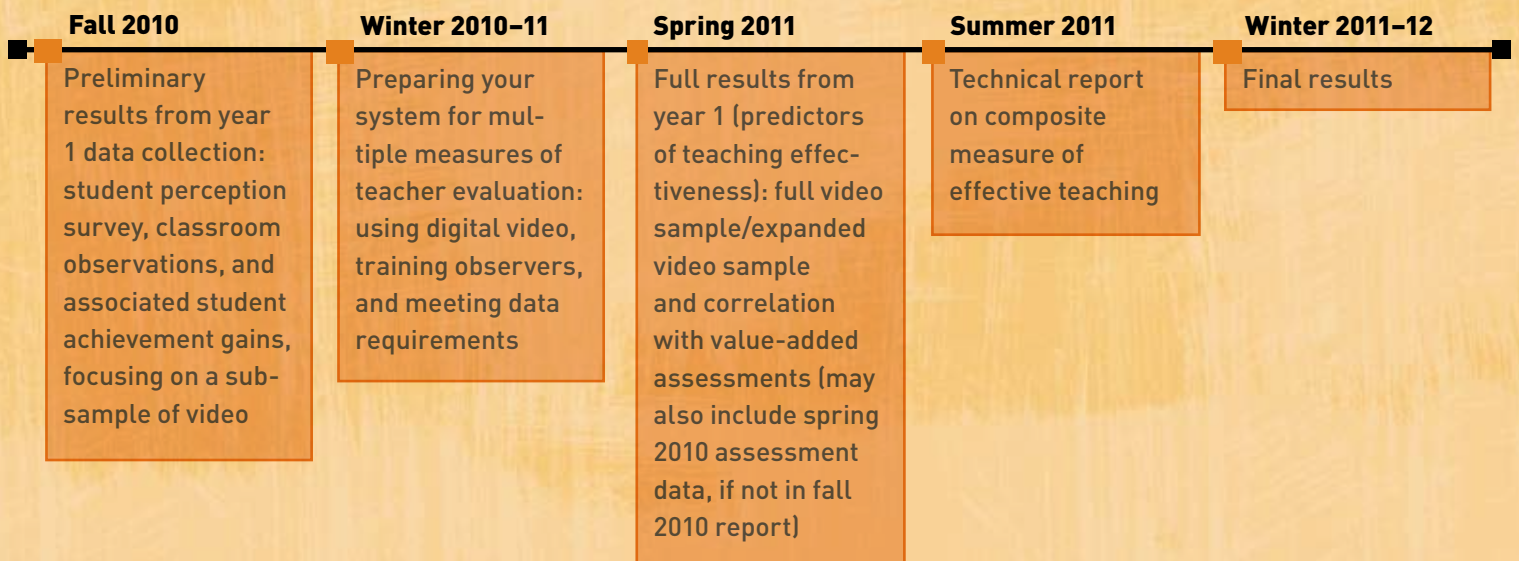 Fall 2010
Preliminary
results from year
1 data collection:
student perception
survey, classroom
observations, and
associated student
achievement gains,
focusing on a sub-
sample of video
Winter 2010–11
Preparing your
system for mul-
tiple measures of
teacher evaluation:
using digital video,
training observers,
and meeting data
requirements
Spring 2011
Full results from
year 1 (predictors
of teaching effec-
tiveness): full video
sample/expanded
video sample
and correlation
with value-added
assessments (may
also include spring
2010 assessment
data, if not in fall
2010 report)
Summer 2011
Technical report
on composite
measure of
effective teaching
Winter 2011–12
Final results